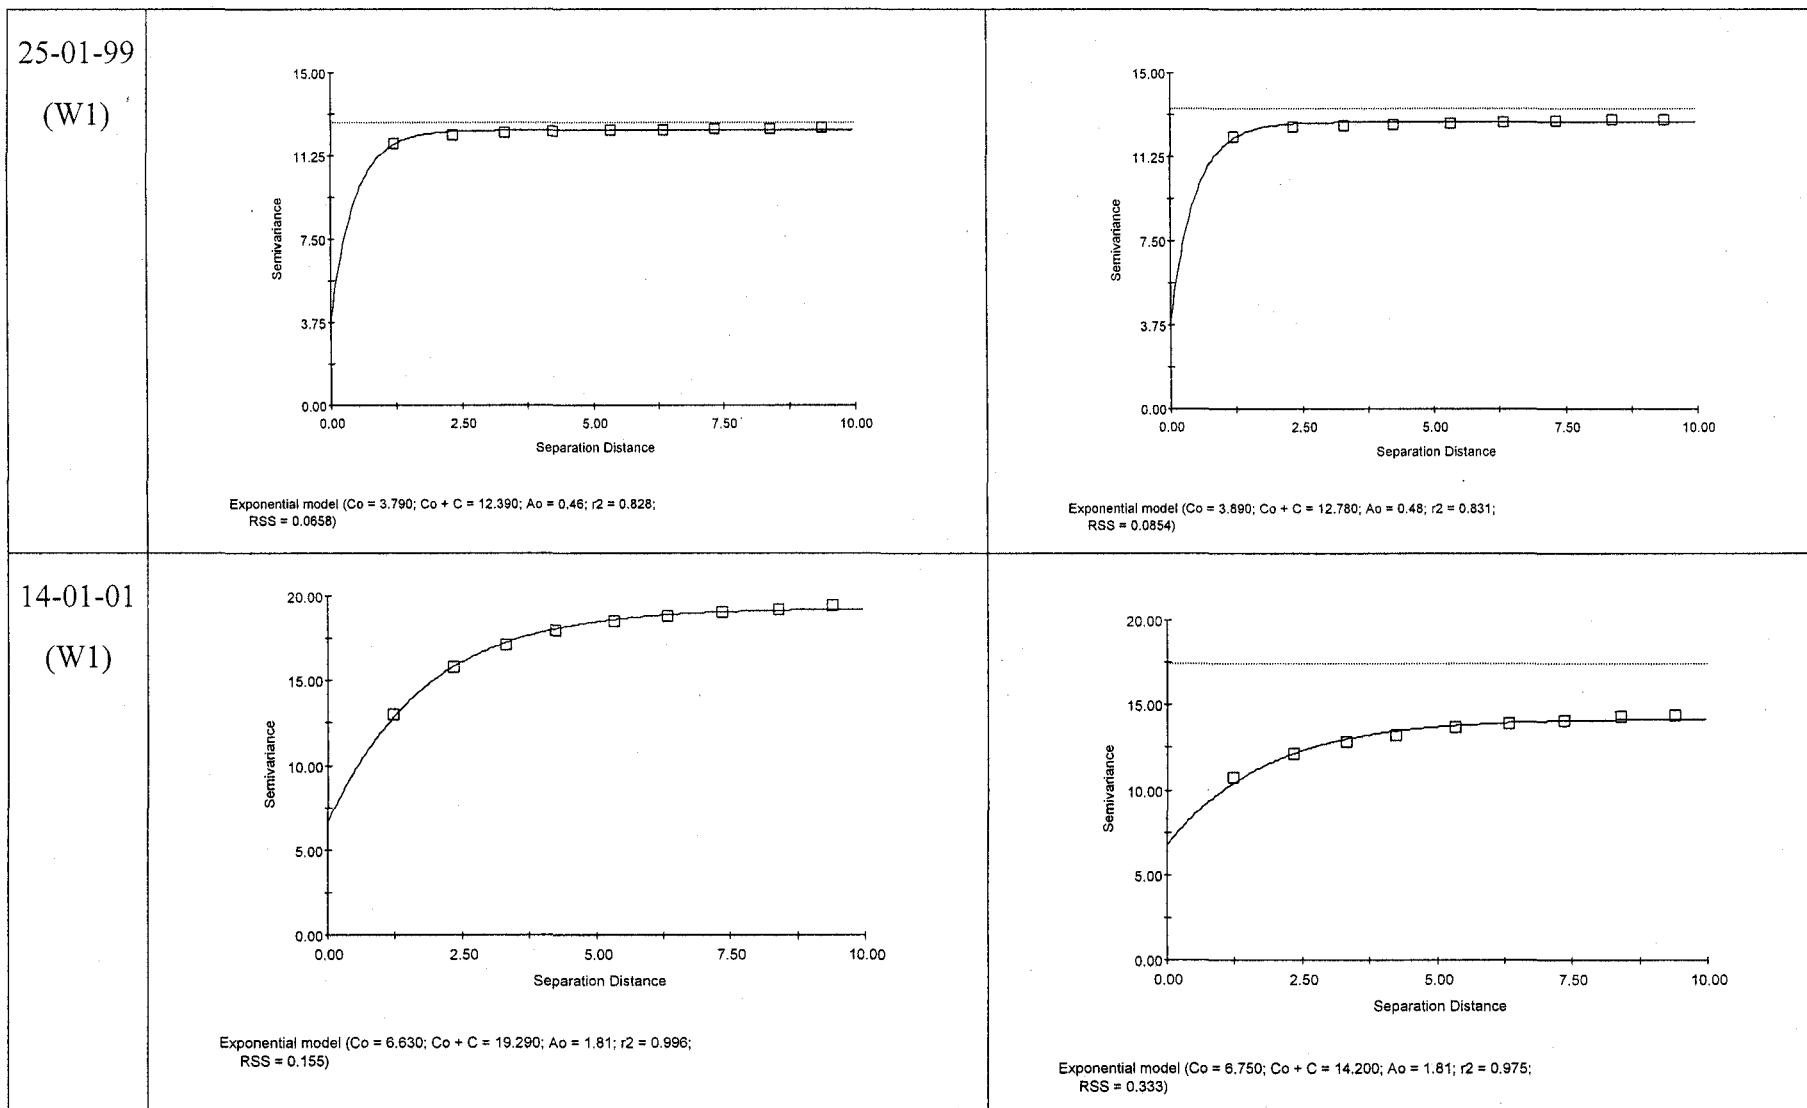 25-01-99
(W1)
15.00
11.25
7.50
3.75
0.00
Semivariance
0.00 2.50 5.00 7.50 10.00
Separation Distance
Exponential model (Co = 3.790; Co + C = 12.390; Ao = 0.46; r2 = 0.828;
RSS = 0.0658)
15.00
11.25
7.50
3.75
0.00
Semivariance
0.00 2.50 5.00 7.50 10.00
Separation Distance
Exponential model (Co = 3.890; Co + C = 12.780; Ao = 0.48; r2 = 0.831;
RSS = 0.0854)
14-01-01
(W1)
20.00
15.00
10.00
5.00
0.00
Semivariance
0.00 2.50 5.00 7.50 10.00
Separation Distance
Exponential model (Co = 6.630; Co + C = 19.290; Ao = 1.81; r2 = 0.996;
RSS = 0.155)
20.00
15.00
10.00
5.00
0.00
Semivariance
0.00 2.50 5.00 7.50 10.00
Separation Distance
Exponential model (Co = 6.750; Co + C = 14.200; Ao = 1.81; r2 = 0.975;
RSS = 0.333)